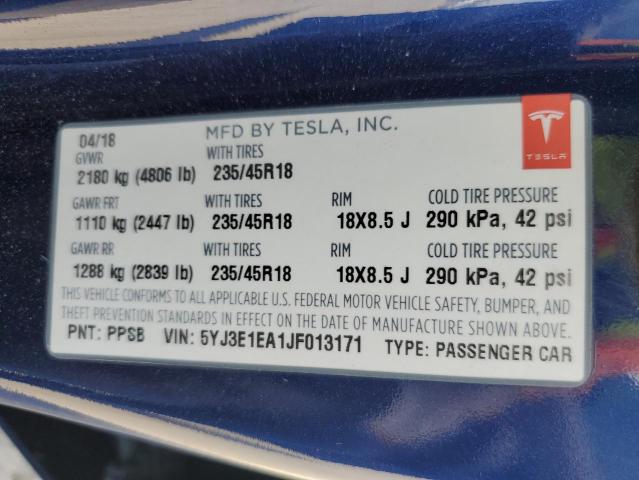 04/18 MFD BY TESLA, INC.
GVWR WITH TIRES
2180 kg (4806 lb) 235/45R18
GAWR FRT WITH TIRES RIM COLD TIRE PRESSURE
1110 kg (2447 lb) 235/45R18 18X8.5 J 290 kPa, 42 psi
GAWR RR WITH TIRES RIM COLD TIRE PRESSURE
1288 kg (2839 lb) 235/45R18 18X8.5 J 290 kPa, 42 psi
THIS VEHICLE CONFORMS TO ALL APPLICABLE U.S. FEDERAL MOTOR VEHICLE SAFETY, BUMPER, AND
THEFT PREVENTION STANDARDS IN EFFECT ON THE DATE OF MANUFACTURE SHOWN ABOVE.
PNT: PPSB VIN: 5YJ3E1EA1JF013171 TYPE: PASSENGER CAR
TESLA